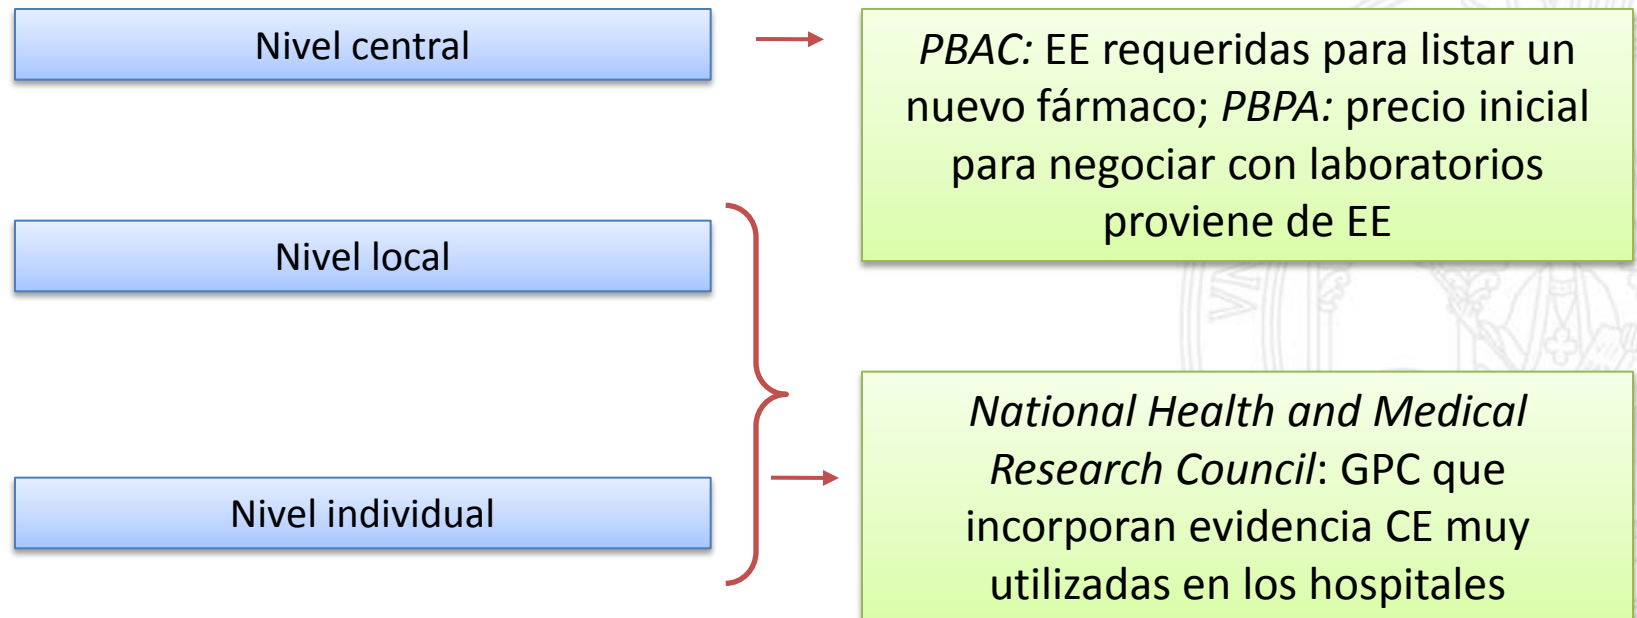 Nivel central
PBAC: EE requeridas para listar un
nuevo fármaco; PBPA: precio inicial
para negociar con laboratorios
proviene de EE
Nivel local
National Health and Medical
Research Council: GPC que
incorporan evidencia CE muy
utilizadas en los hospitales
Nivel individual